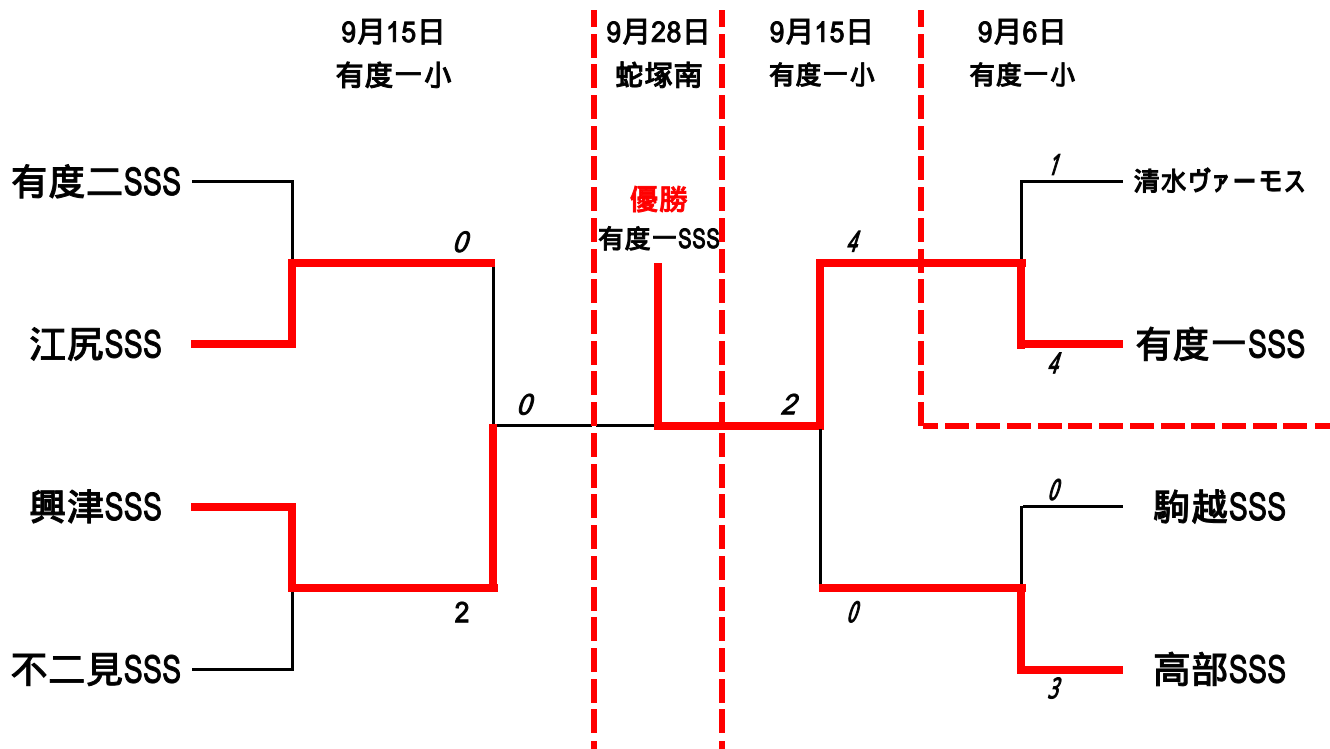 9月15日
有度一小
9月28日
蛇塚南
9月15日
有度一小
9月6日
有度一小
有度二SSS
江尻SSS
興津SSS
不二見SSS
0
2
0
優勝
有度一SSS
2
4
0
1
4
0
3
清水ヴァーモス
有度一SSS
駒越SSS
高部SSS